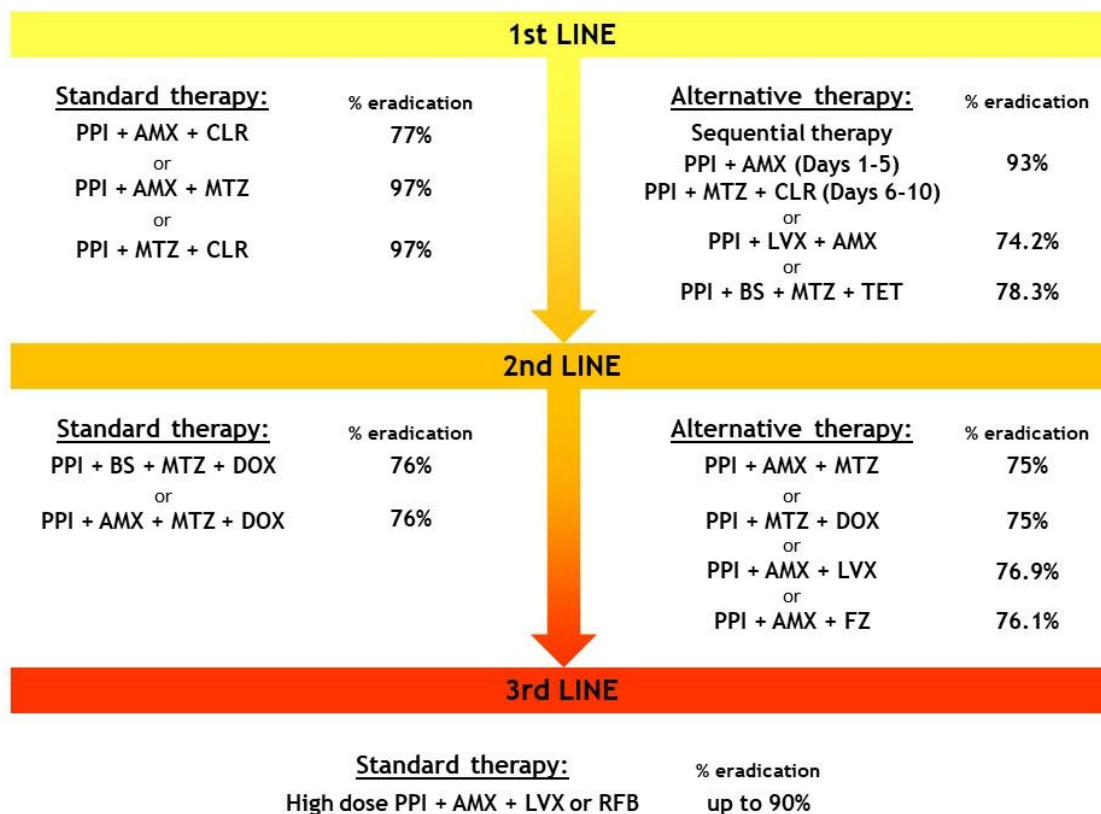 1st LINE
Standard therapy: % eradication
PPI + AMX + CLR 77%
or
PPI + AMX + MTZ 97%
or
PPI + MTZ + CLR 97%
Alternative therapy: % eradication
Sequential therapy
PPI + AMX (Days 1-5) 93%
PPI + MTZ + CLR (Days 6-10)
or
PPI + LVX + AMX 74.2%
or
PPI + BS + MTZ + TET 78.3%
2nd LINE
Standard therapy: % eradication
PPI + BS + MTZ + DOX 76%
or
PPI + AMX + MTZ + DOX 76%
Alternative therapy: % eradication
PPI + AMX + MTZ 75%
or
PPI + MTZ + DOX 75%
or
PPI + AMX + LVX 76.9%
or
PPI + AMX + FZ 76.1%
3rd LINE
Standard therapy: % eradication
High dose PPI + AMX + LVX or RFB up to 90%